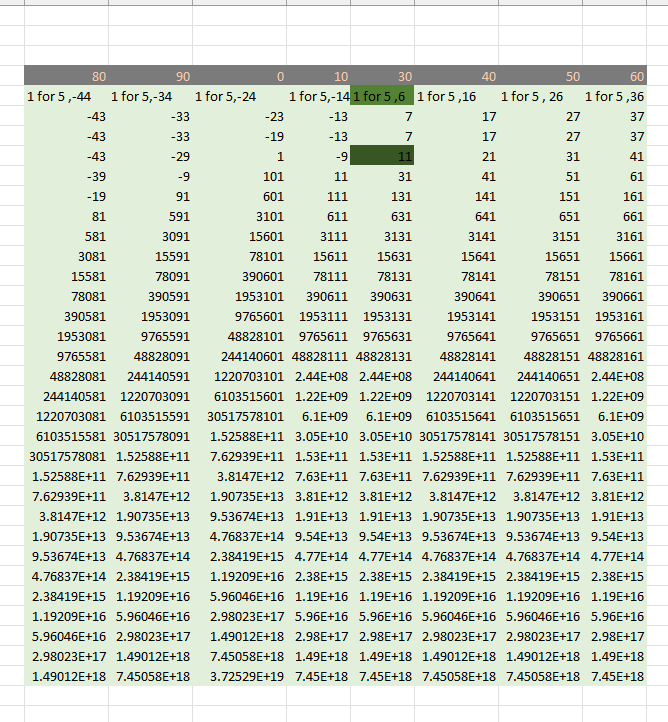 80 90 0 10 30 40 50 60
1 for 5 ,-44 1 for 5,-34 1 for 5,-24 1 for 5,-14 1 for 5 ,6 1 for 5 ,16 1 for 5 , 26 1 for 5 ,36
-43 -33 -23 -13 7 17 27 37
-43 -33 -19 -13 7 17 27 37
-43 -29 1 -9 11 21 31 41
-39 -9 101 11 31 41 51 61
-19 91 601 111 131 141 151 161
81 591 3101 611 631 641 651 661
581 3091 15601 3111 3131 3141 3151 3161
3081 15591 78101 15611 15631 15641 15651 15661
15581 78091 390601 78111 78131 78141 78151 78161
78081 390591 1953101 390611 390631 390641 390651 390661
390581 1953091 9765601 1953111 1953131 1953141 1953151 1953161
1953081 9765591 48828101 9765611 9765631 9765641 9765651 9765661
9765581 48828091 244140601 48828111 48828131 48828141 48828151 48828161
48828081 244140591 1220703101 2.44E+08 2.44E+08 244140641 244140651 2.44E+08
244140581 1220703091 6103515601 1.22E+09 1.22E+09 1220703141 1220703151 1.22E+09
1220703081 6103515591 30517578101 6.1E+09 6.1E+09 6103515641 6103515651 6.1E+09
6103515581 30517578091 1.52588E+11 3.05E+10 3.05E+10 30517578141 30517578151 3.05E+10
30517578081 1.52588E+11 7.62939E+11 1.53E+11 1.53E+11 1.52588E+11 1.52588E+11 1.53E+11
1.52588E+11 7.62939E+11 3.8147E+12 7.63E+11 7.63E+11 7.62939E+11 7.62939E+11 7.63E+11
7.62939E+11 3.8147E+12 1.90735E+13 3.81E+12 3.81E+12 3.8147E+12 3.8147E+12 3.81E+12
3.8147E+12 1.90735E+13 9.53674E+13 1.91E+13 1.91E+13 1.90735E+13 1.90735E+13 1.91E+13
1.90735E+13 9.53674E+13 4.76837E+14 9.54E+13 9.54E+13 9.53674E+13 9.53674E+13 9.54E+13
9.53674E+13 4.76837E+14 2.38419E+15 4.77E+14 4.77E+14 4.76837E+14 4.76837E+14 4.77E+14
4.76837E+14 2.38419E+15 1.19209E+16 2.38E+15 2.38E+15 2.38419E+15 2.38419E+15 2.38E+15
2.38419E+15 1.19209E+16 5.96046E+16 1.19E+16 1.19E+16 1.19209E+16 1.19209E+16 1.19E+16
1.19209E+16 5.96046E+16 2.98023E+17 5.96E+16 5.96E+16 5.96046E+16 5.96046E+16 5.96E+16
5.96046E+16 2.98023E+17 1.49012E+18 2.98E+17 2.98E+17 2.98023E+17 2.98023E+17 2.98E+17
2.98023E+17 1.49012E+18 7.45058E+18 1.49E+18 1.49E+18 1.49012E+18 1.49012E+18 1.49E+18
1.49012E+18 7.45058E+18 3.72529E+19 7.45E+18 7.45E+18 7.45058E+18 7.45058E+18 7.45E+18